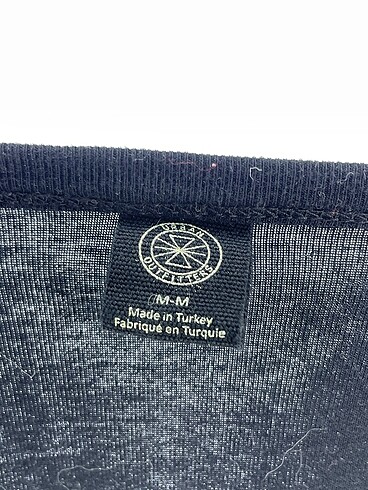 URBAN
OUTFITTERS
M-M
Made in Turkey
Fabriqué en Turquie